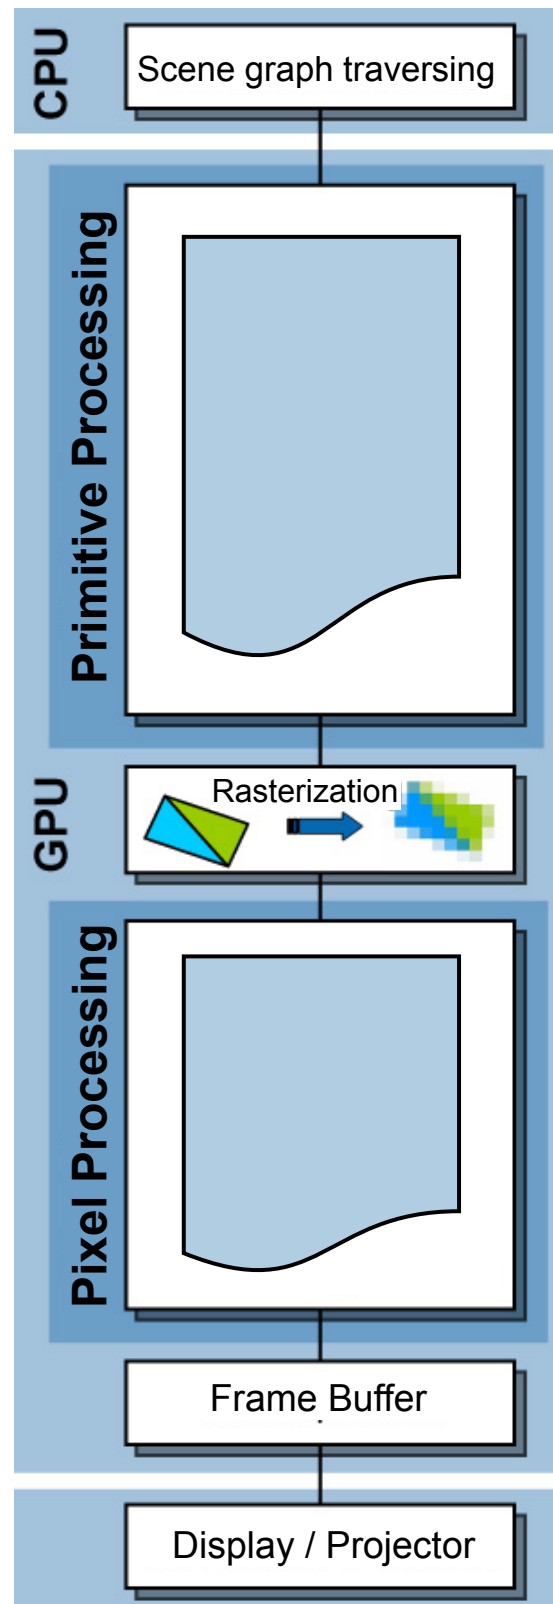 CPU
Scene graph traversing
Primitive Processing
GPU
Rasterization
Pixel Processing
Frame Buffer
Display / Projector